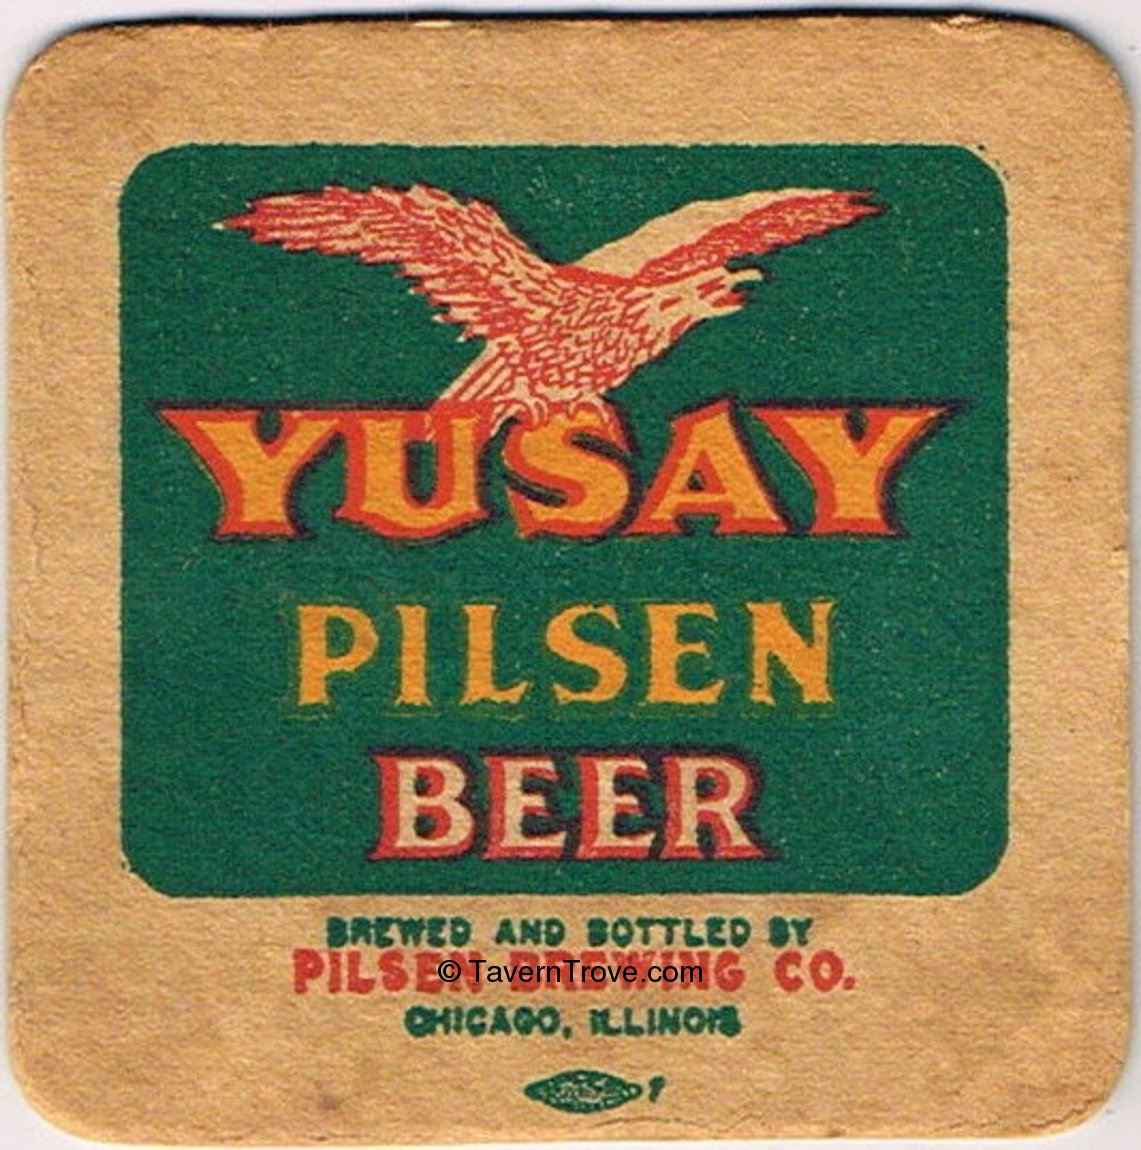 YUSAY
PILSEN
BEER
BREWED AND BOTTLED BY
PILSEN BREWING CO.
© TavernTrove.com
CHICAGO, ILLINOIS